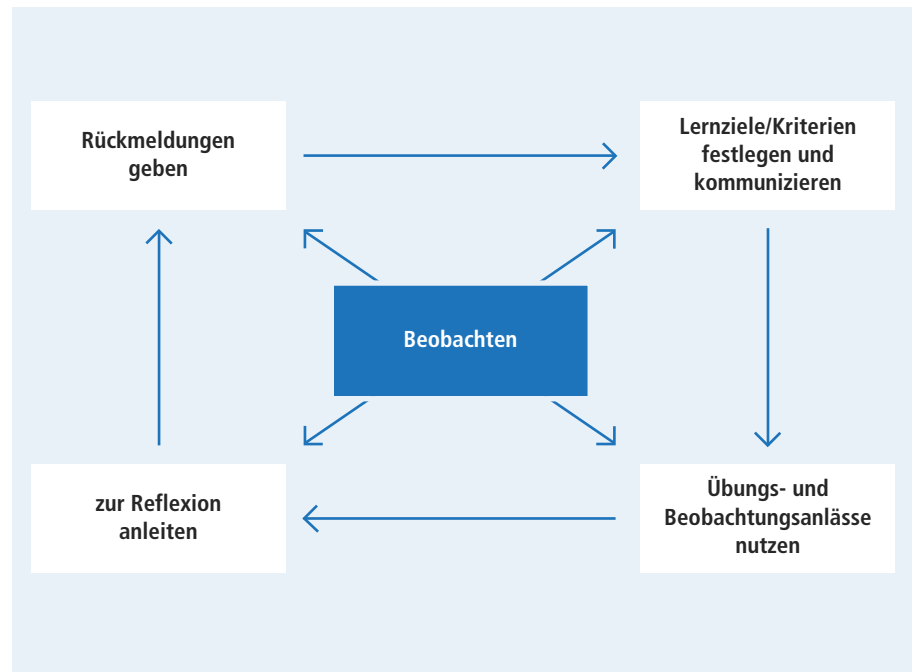 Rückmeldungen
geben
Lernziele/Kriterien
festlegen und
kommunizieren
Beobachten
zur Reflexion
anleiten
Übungs- und
Beobachtungsanlässe
nutzen